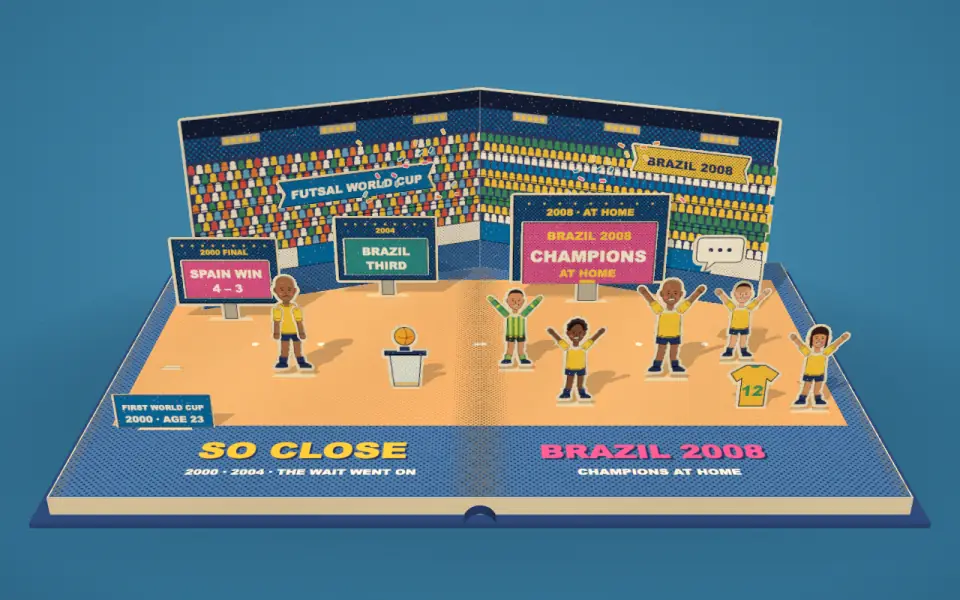 FUTSAL WORLD CUP
BRAZIL 2008
2000 FINAL
SPAIN WIN
4 – 3
2004
BRAZIL
THIRD
2008 · AT HOME
BRAZIL 2008
CHAMPIONS
AT HOME
12
FIRST WORLD CUP
2000 · AGE 23
SO CLOSE
2000 · 2004 · THE WAIT WENT ON
BRAZIL 2008
CHAMPIONS AT HOME